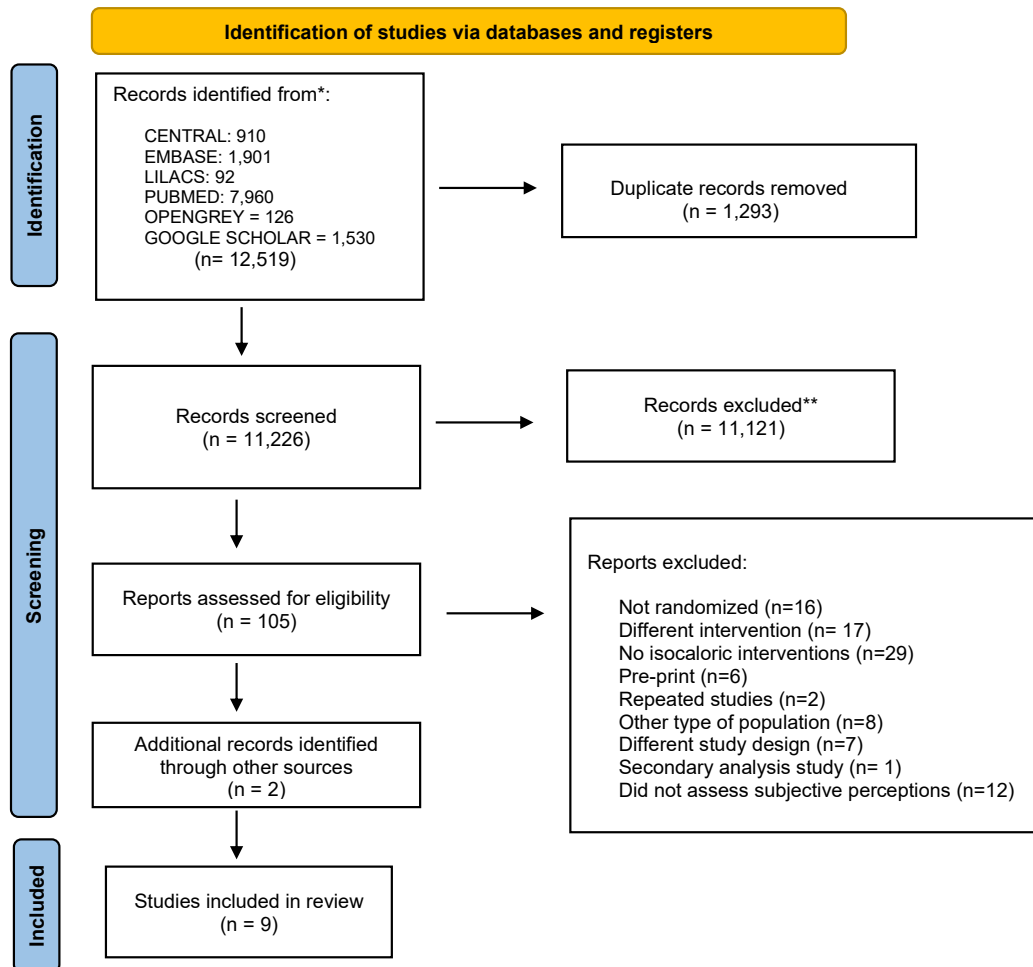 Identification of studies via databases and registers
Identification
Records identified from*:
CENTRAL: 910
EMBASE: 1,901
LILACS: 92
PUBMED: 7,960
OPENGREY = 126
GOOGLE SCHOLAR = 1,530
(n= 12,519)
Duplicate records removed
(n = 1,293)
Screening
Records screened
(n = 11,226)
Records excluded**
(n = 11,121)
Reports assessed for eligibility
(n = 105)
Reports excluded:
Not randomized (n=16)
Different intervention (n= 17)
No isocaloric interventions (n=29)
Pre-print (n=6)
Repeated studies (n=2)
Other type of population (n=8)
Different study design (n=7)
Secondary analysis study (n= 1)
Did not assess subjective perceptions (n=12)
Additional records identified
through other sources
(n = 2)
Included
Studies included in review
(n = 9)